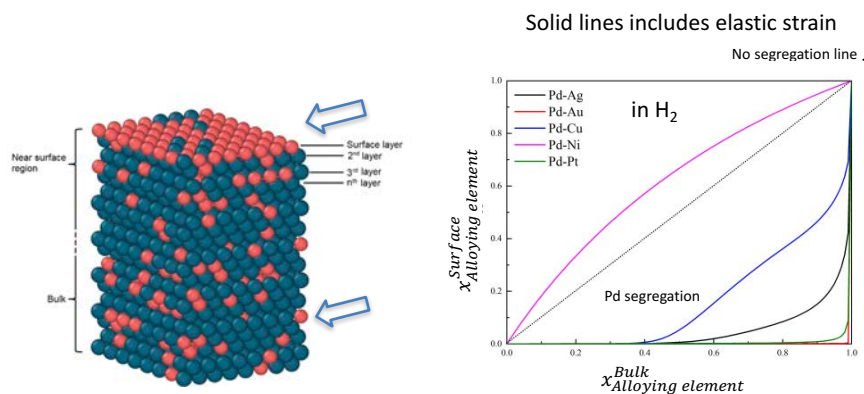 Solid lines includes elastic strain
No segregation line
Near surface
region
Bulk
Surface layer
2nd layer
3rd layer
nth layer
1.0
0.8
0.6
0.4
0.2
0.0
Pd-Ag
Pd-Au
Pd-Cu
Pd-Ni
Pd-Pt
in H2
Pd segregation
0.0 0.2 0.4 0.6 0.8 1.0
x Surface Alloying element
x Bulk Alloying element